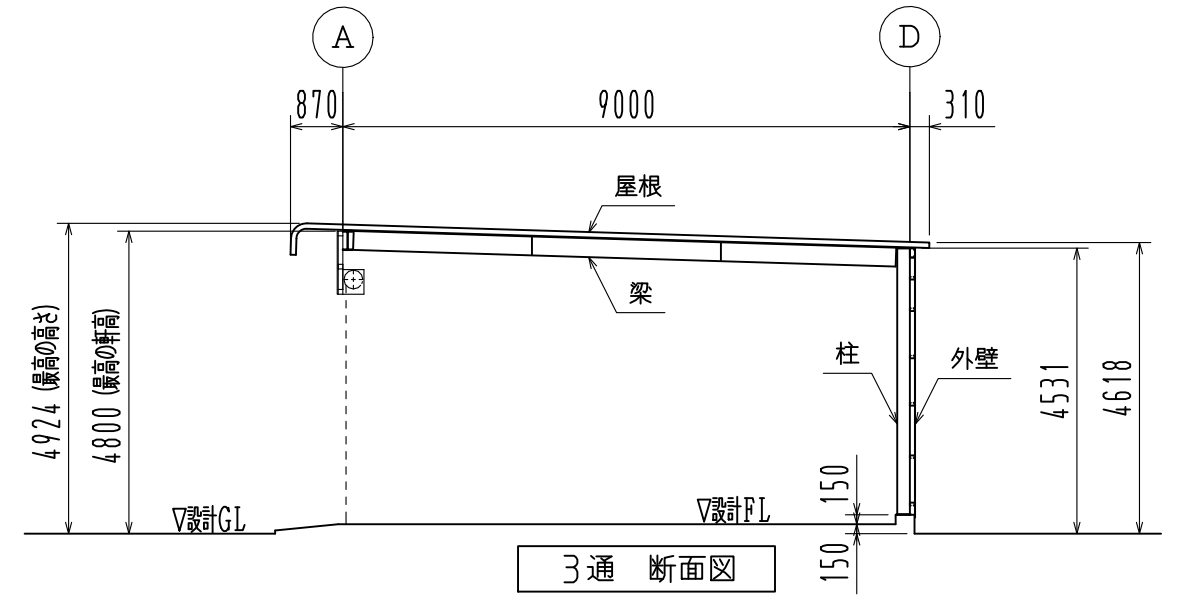 A
D
870
9000
310
屋根
梁
柱
外壁
4924 (最高の高さ)
4800 (最高の軒高)
4531
4618
150
▽設計GL
▽設計FL
150
3通 断面図